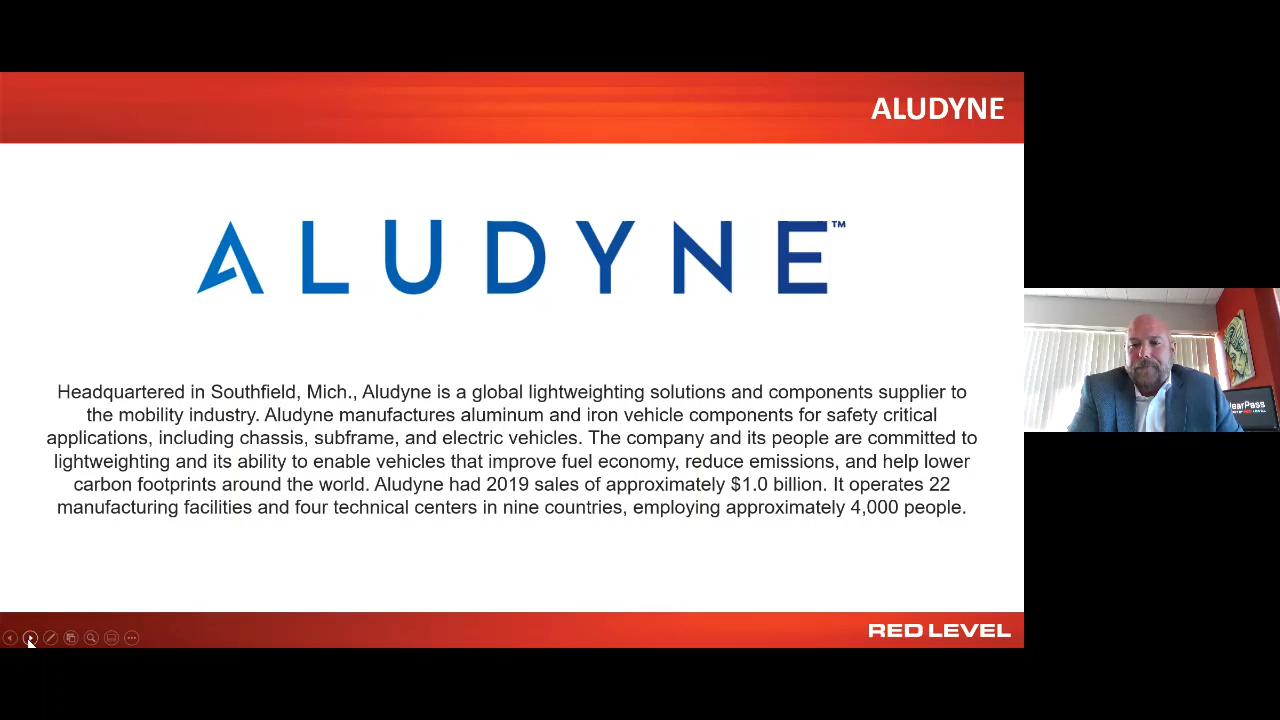 ALUDYNE
ALUDYNE™
Headquartered in Southfield, Mich., Aludyne is a global lightweighting solutions and components supplier to
the mobility industry. Aludyne manufactures aluminum and iron vehicle components for safety critical
applications, including chassis, subframe, and electric vehicles. The company and its people are committed to
lightweighting and its ability to enable vehicles that improve fuel economy, reduce emissions, and help lower
carbon footprints around the world. Aludyne had 2019 sales of approximately $1.0 billion. It operates 22
manufacturing facilities and four technical centers in nine countries, employing approximately 4,000 people.
RED LEVEL